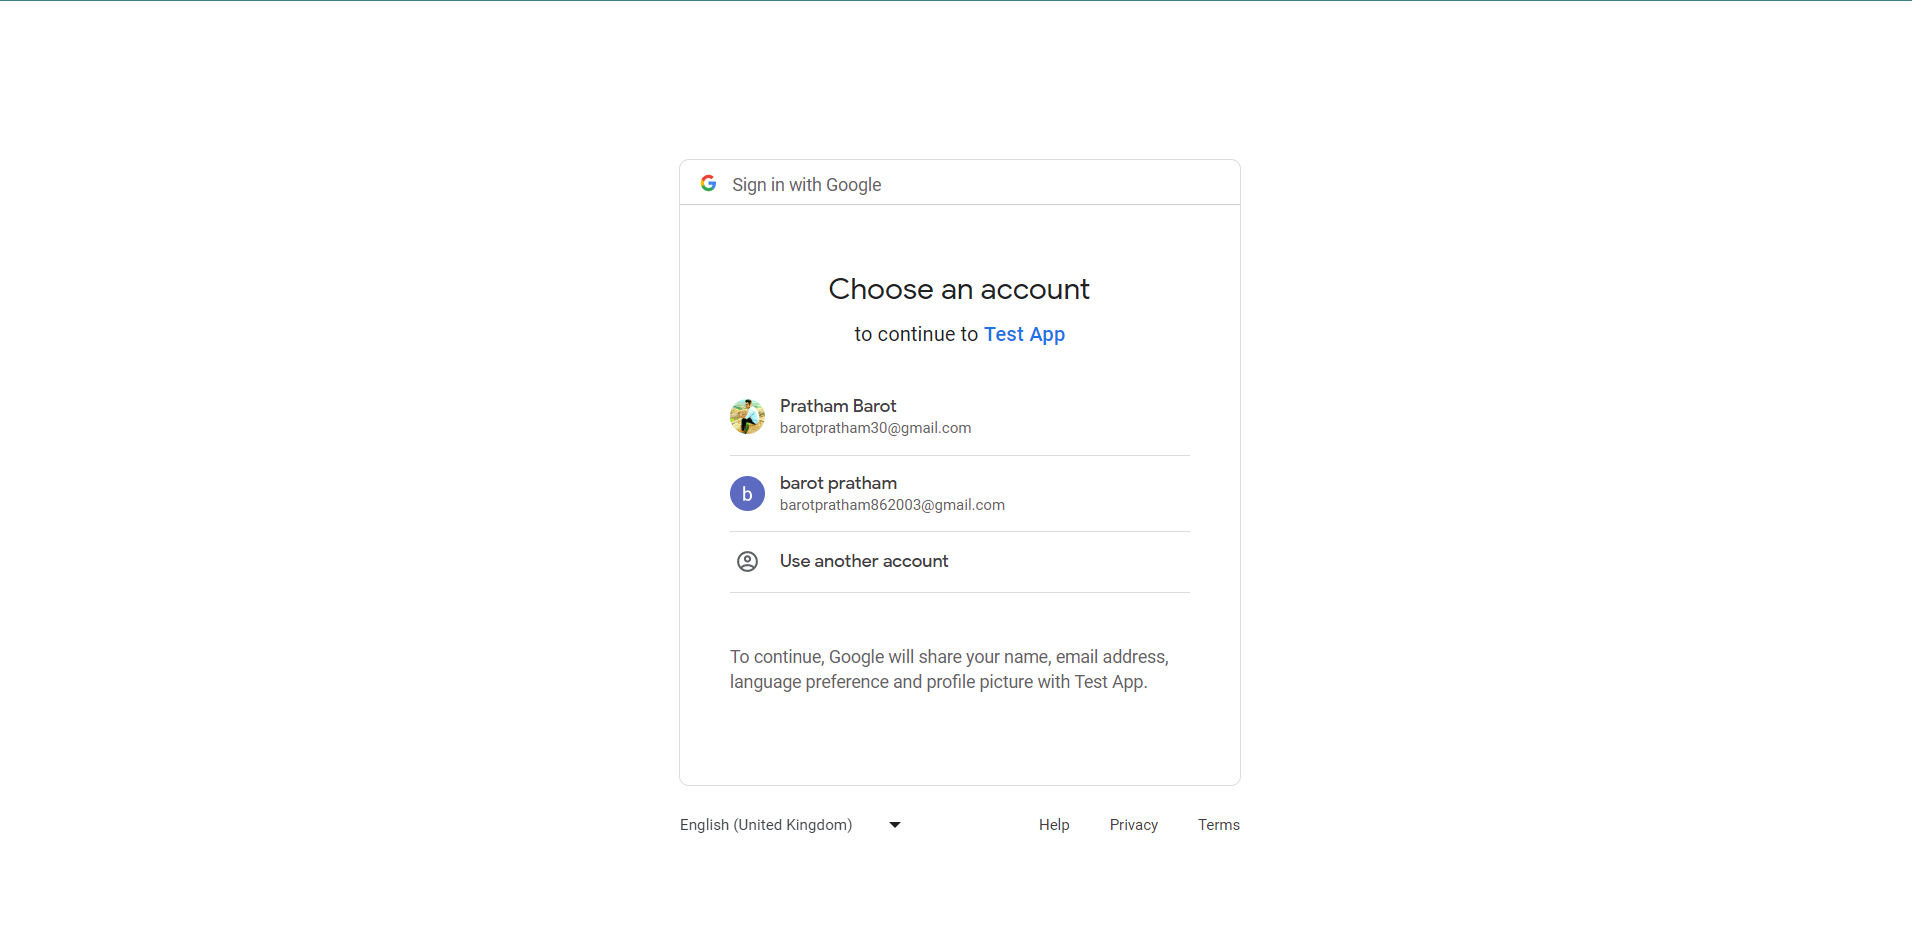 Sign in with Google
Choose an account
to continue to Test App
Pratham Barot
barotpratham30@gmail.com
b
barot pratham
barotpratham862003@gmail.com
Use another account
To continue, Google will share your name, email address,
language preference and profile picture with Test App.
English (United Kingdom)
Help
Privacy
Terms